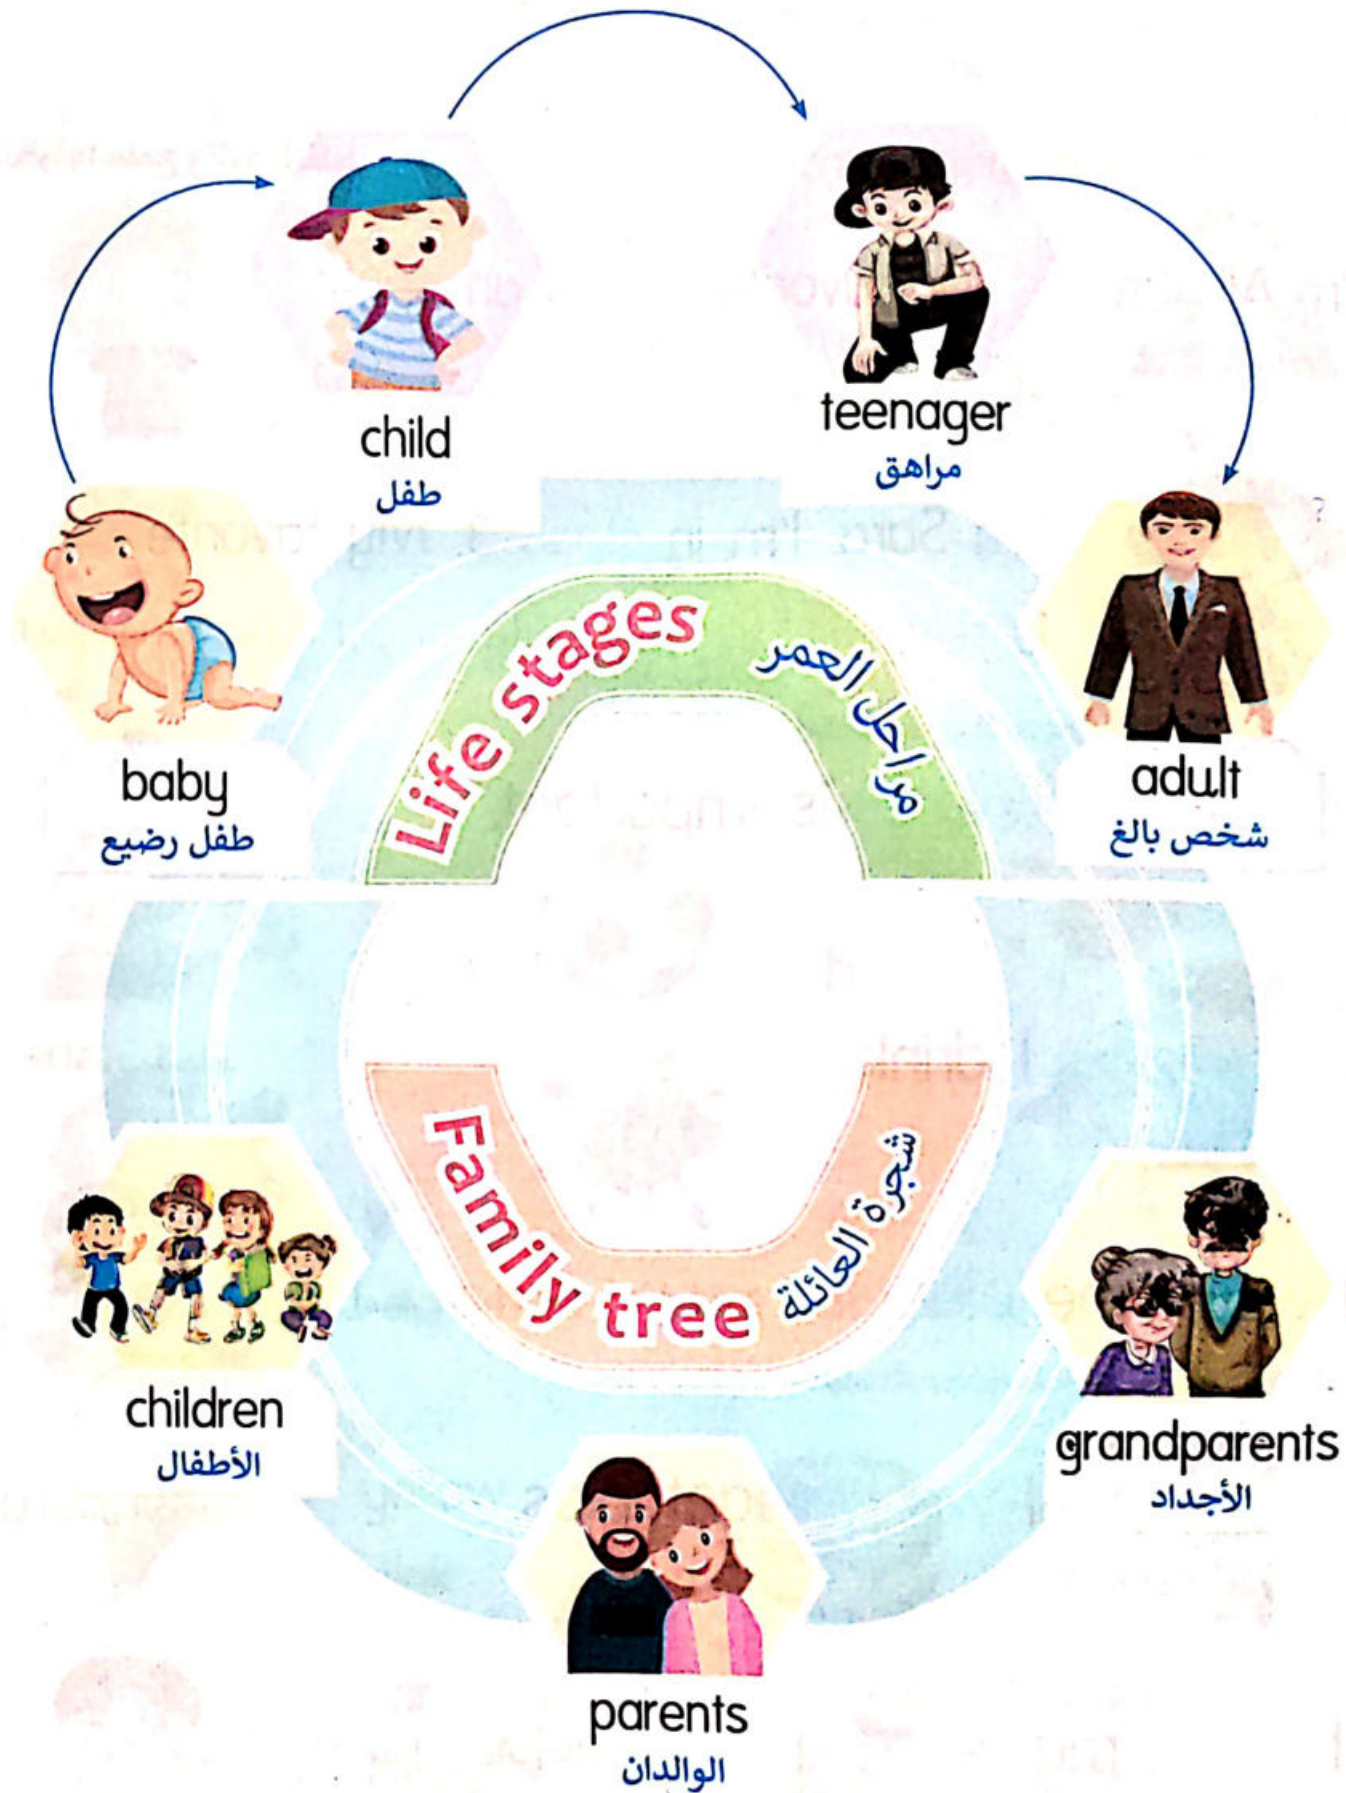 child
طفل
teenager
مراهق
baby
طفل رضيع
adult
شخص بالغ
Life stages
مراحل العمر
Family tree
شجرة العائلة
children
الأطفال
grandparents
الأجداد
parents
الوالدان